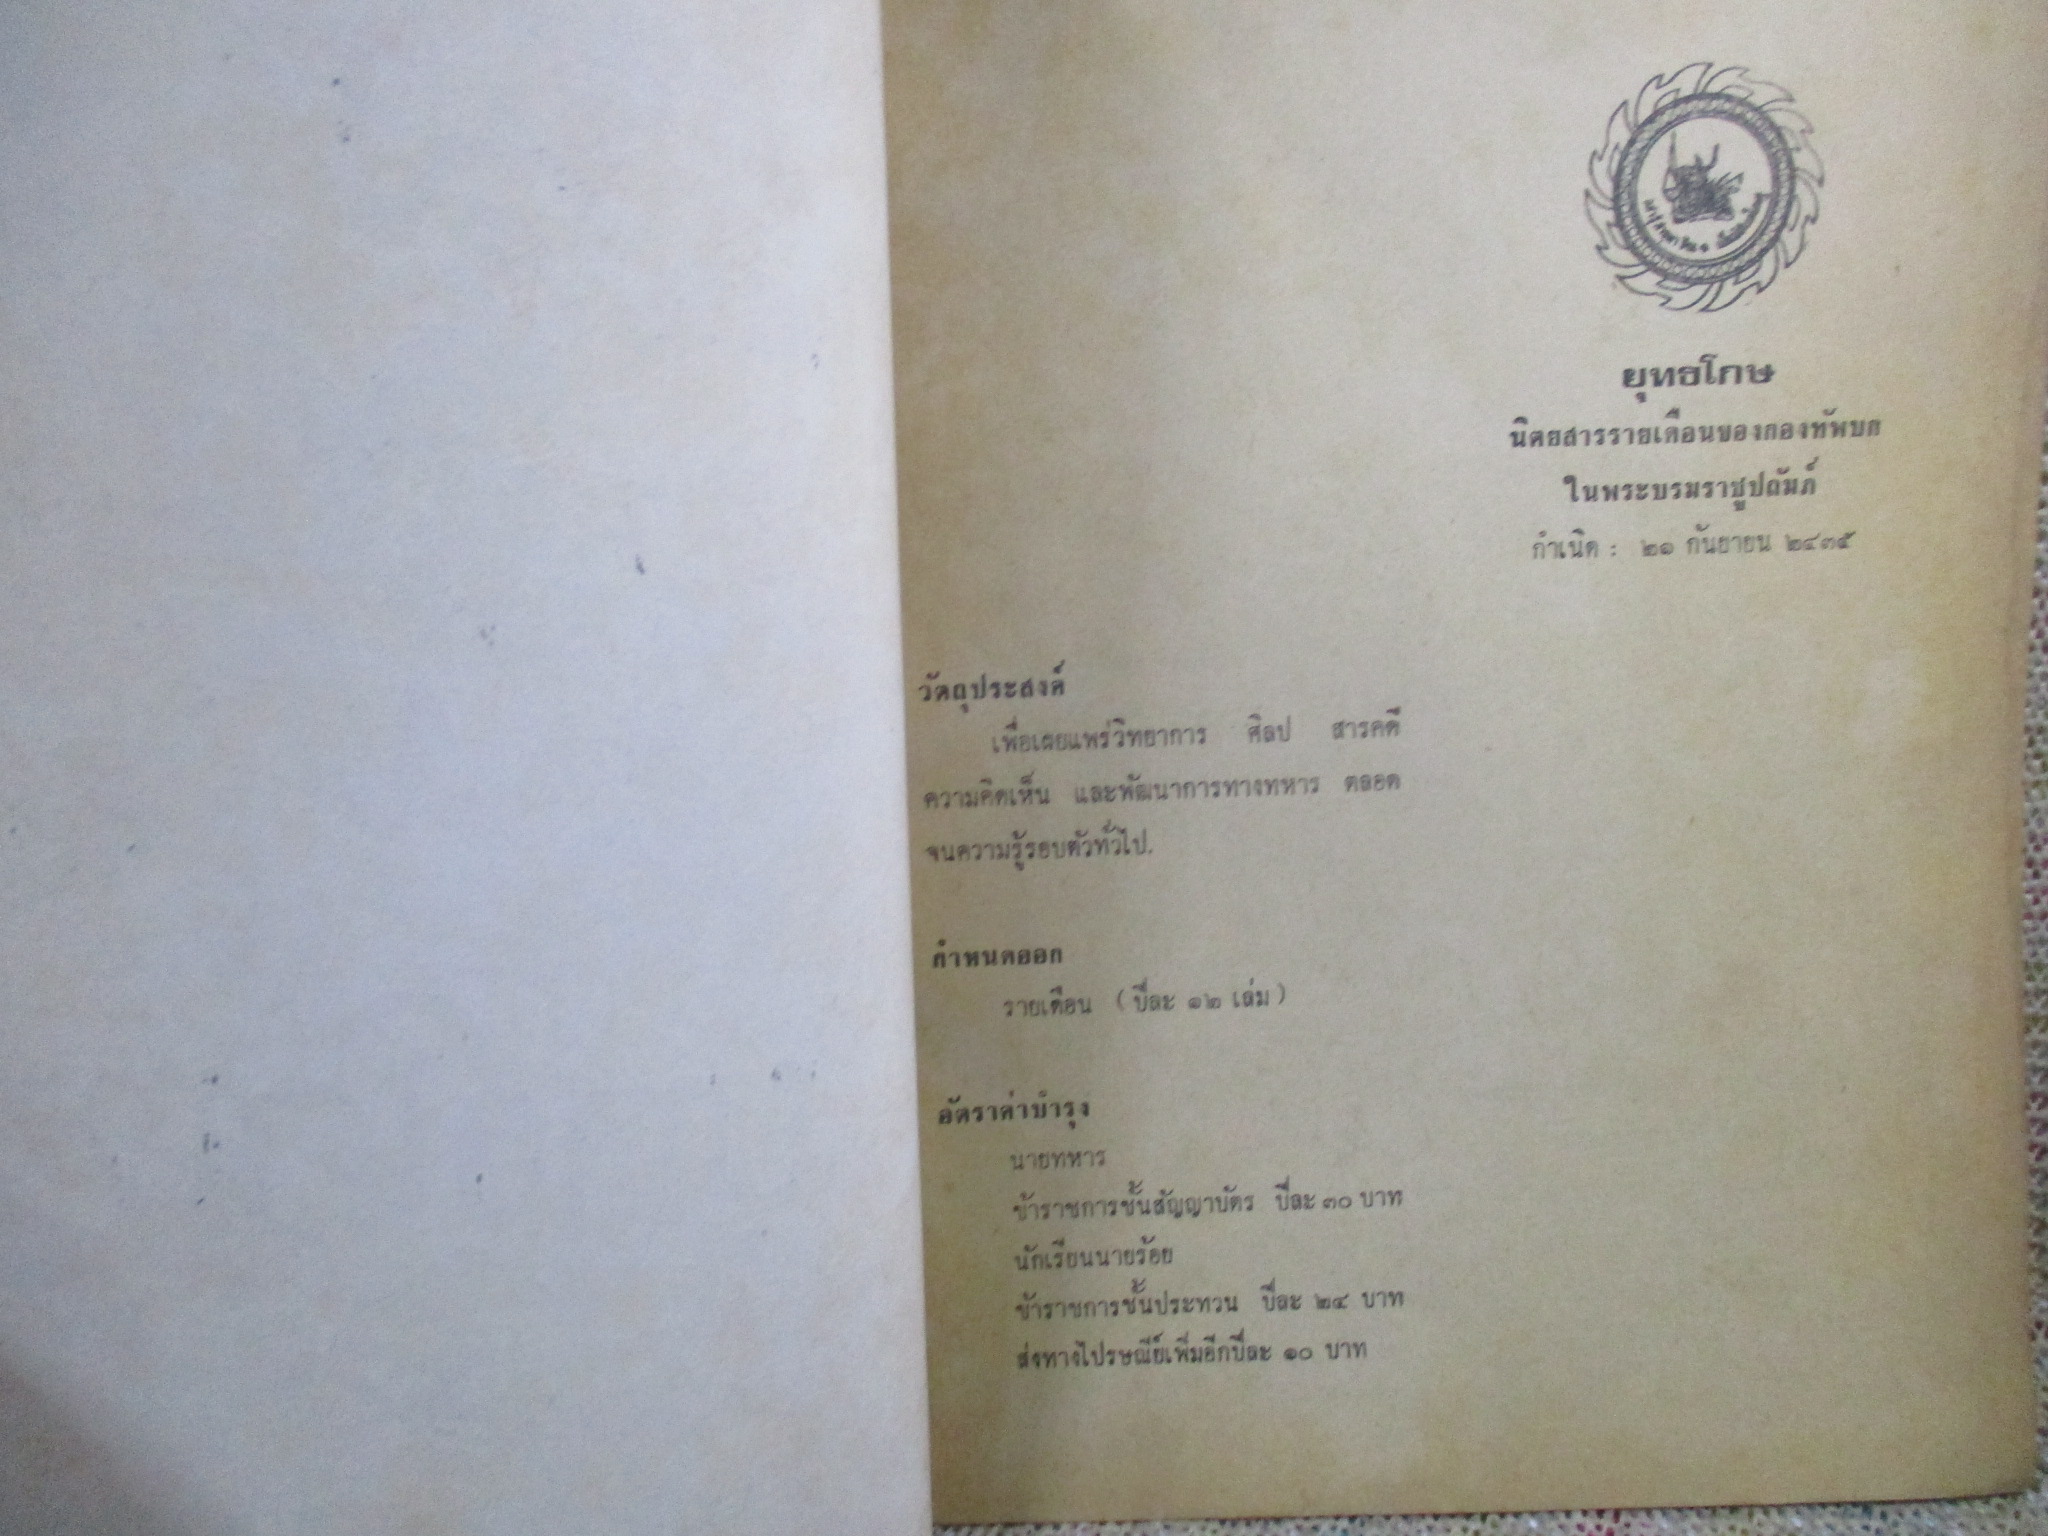 ยุทธโกษ
นิตยสารรายเดือนของกองทัพบก
ในพระบรมราชูปถัมภ์
กำเนิด : ๒๑ กันยายน ๒๔๓๕
วัตถุประสงค์
เพื่อเผยแพร่วิทยาการ ศิลป สารคดี
ความคิดเห็น และพัฒนาการทางทหาร ตลอด
จนความรู้รอบตัวทั่วไป.
กำหนดออก
รายเดือน (ปีละ ๑๒ เล่ม)
อัตราค่าบำรุง
นายทหาร
ข้าราชการชั้นสัญญาบัตร ปีละ ๓๐ บาท
นักเรียนนายร้อย
ข้าราชการชั้นประทวน ปีละ ๒๔ บาท
ส่งทางไปรษณีย์เพิ่มอีกปีละ ๑๐ บาท